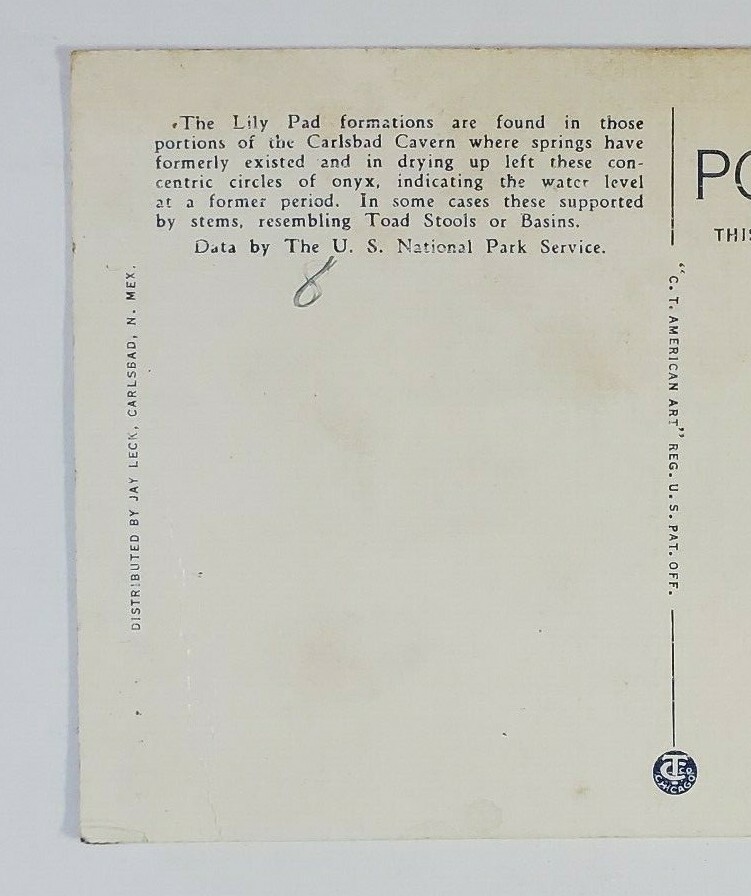 The Lily Pad formations are found in those
portions of the Carlsbad Cavern where springs have
formerly existed and in drying up left these con-
centric circles of onyx, indicating the water level
at a former period. In some cases these supported
by stems, resembling Toad Stools or Basins.
Data by The U. S. National Park Service.
8
DISTRIBUTED BY JAY LECK, CARLSBAD, N. MEX.
"C. T. AMERICAN ART" REG. U. S. PAT. OFF.
PO
THIS
CT CO
CHICAGO